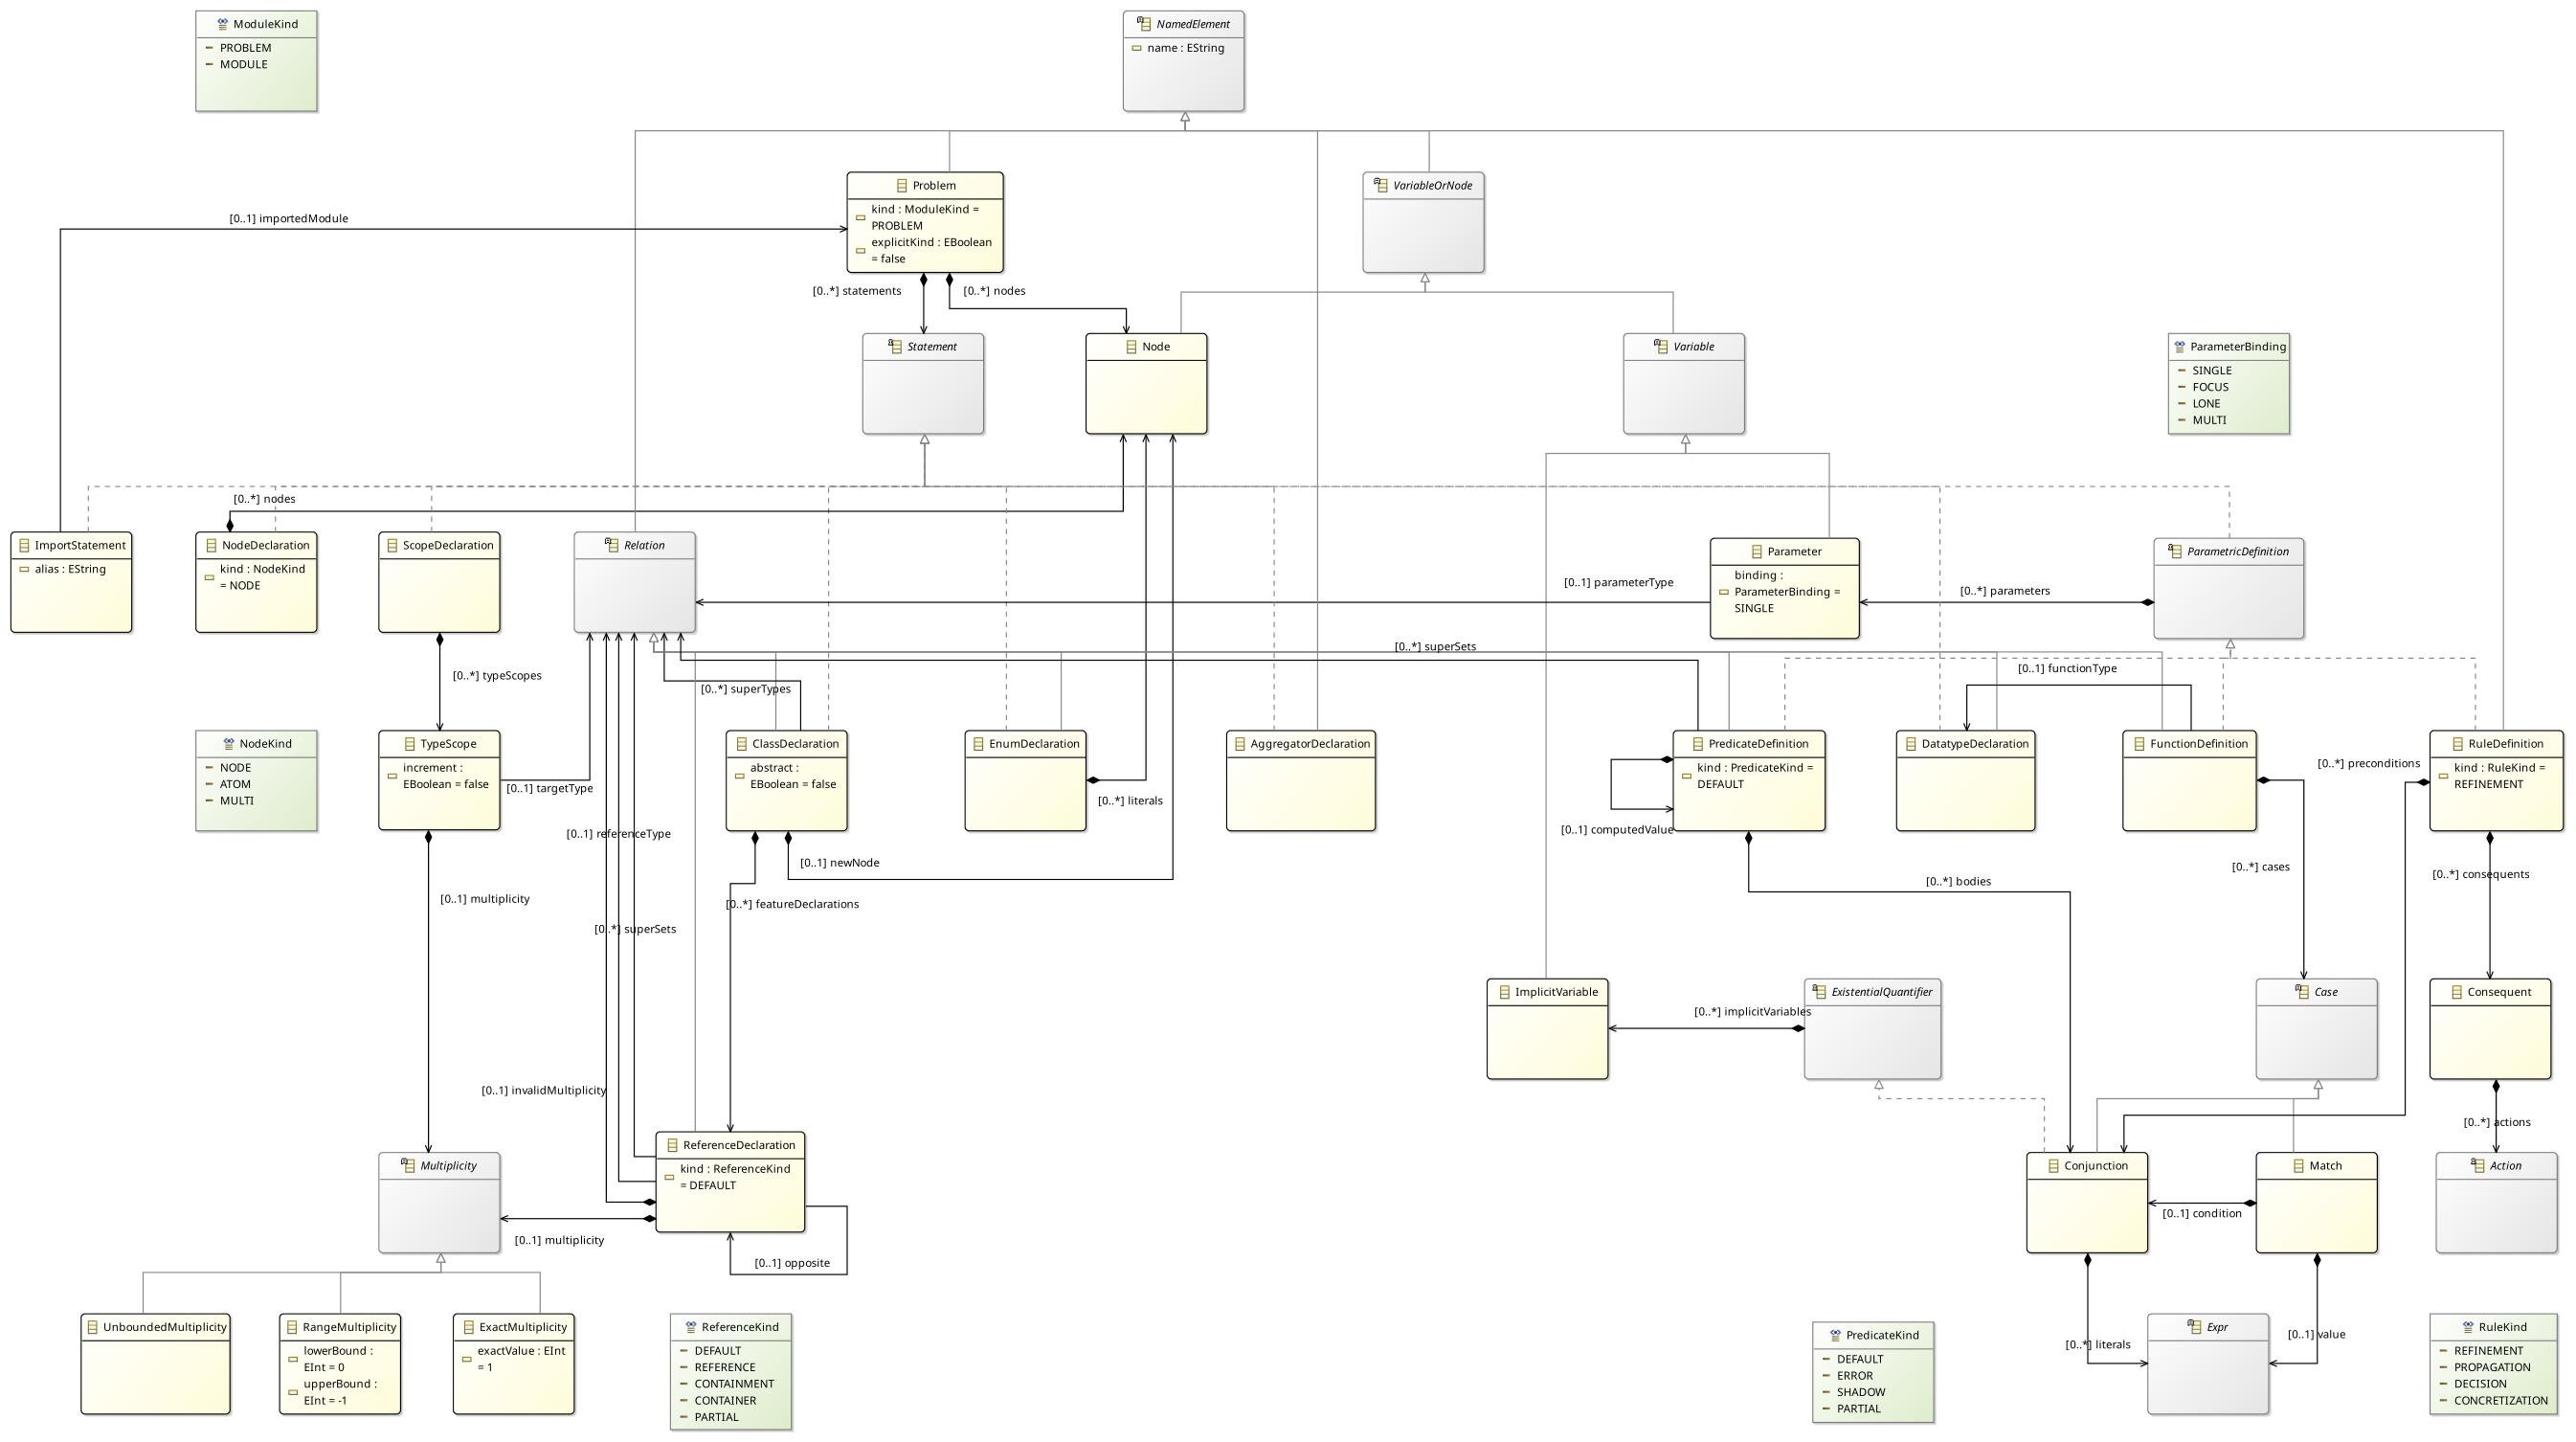 ModuleKind
PROBLEM
MODULE
NamedElement
name : EString
Problem
kind : ModuleKind =
PROBLEM
explicitKind : EBoolean
= false
VariableOrNode
[0..1] importedModule
[0..*] statements
[0..*] nodes
Statement
Node
Variable
ParameterBinding
SINGLE
FOCUS
LONE
MULTI
[0..*] nodes
ImportStatement
alias : EString
NodeDeclaration
kind : NodeKind
= NODE
ScopeDeclaration
Relation
Parameter
binding :
ParameterBinding =
SINGLE
ParametricDefinition
[0..1] parameterType
[0..*] parameters
[0..*] superSets
[0..1] functionType
[0..*] typeScopes
[0..*] superTypes
NodeKind
NODE
ATOM
MULTI
TypeScope
increment :
EBoolean = false
[0..1] targetType
ClassDeclaration
abstract :
EBoolean = false
EnumDeclaration
[0..*] literals
AggregatorDeclaration
PredicateDefinition
kind : PredicateKind =
DEFAULT
[0..1] computedValue
DatatypeDeclaration
FunctionDefinition
[0..*] preconditions
RuleDefinition
kind : RuleKind =
REFINEMENT
[0..1] referenceType
[0..1] newNode
[0..*] cases
[0..*] consequents
[0..*] bodies
[0..1] multiplicity
[0..*] featureDeclarations
[0..*] superSets
ImplicitVariable
[0..*] implicitVariables
ExistentialQuantifier
Case
Consequent
[0..1] invalidMultiplicity
[0..*] actions
Multiplicity
ReferenceDeclaration
kind : ReferenceKind
= DEFAULT
Conjunction
Match
Action
[0..1] condition
[0..1] multiplicity
[0..1] opposite
UnboundedMultiplicity
RangeMultiplicity
lowerBound :
EInt = 0
upperBound :
EInt = -1
ExactMultiplicity
exactValue : EInt
= 1
ReferenceKind
DEFAULT
REFERENCE
CONTAINMENT
CONTAINER
PARTIAL
PredicateKind
DEFAULT
ERROR
SHADOW
PARTIAL
[0..*] literals
Expr
[0..1] value
RuleKind
REFINEMENT
PROPAGATION
DECISION
CONCRETIZATION